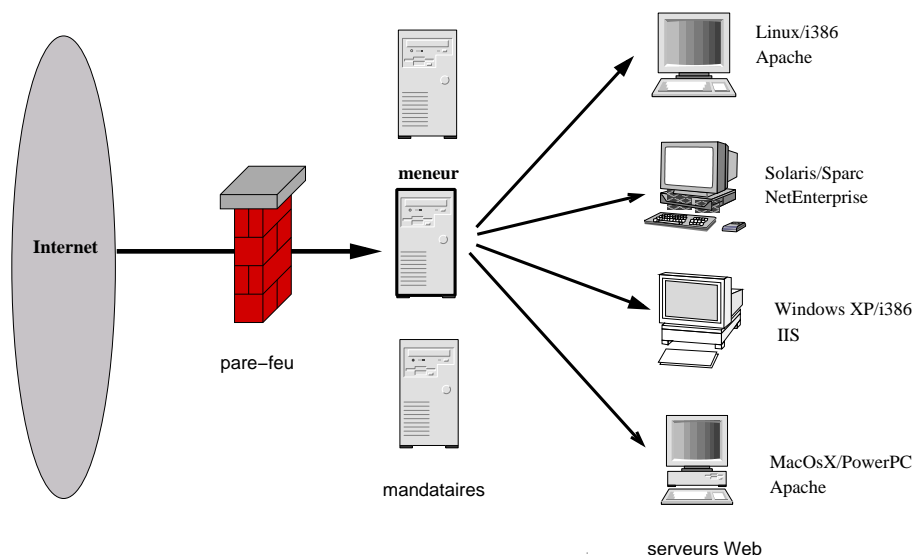 Linux/i386
Apache
meneur
Solaris/Sparc
NetEnterprise
Internet
Windows XP/i386
IIS
pare−feu
MacOsX/PowerPC
Apache
mandataires
serveurs Web